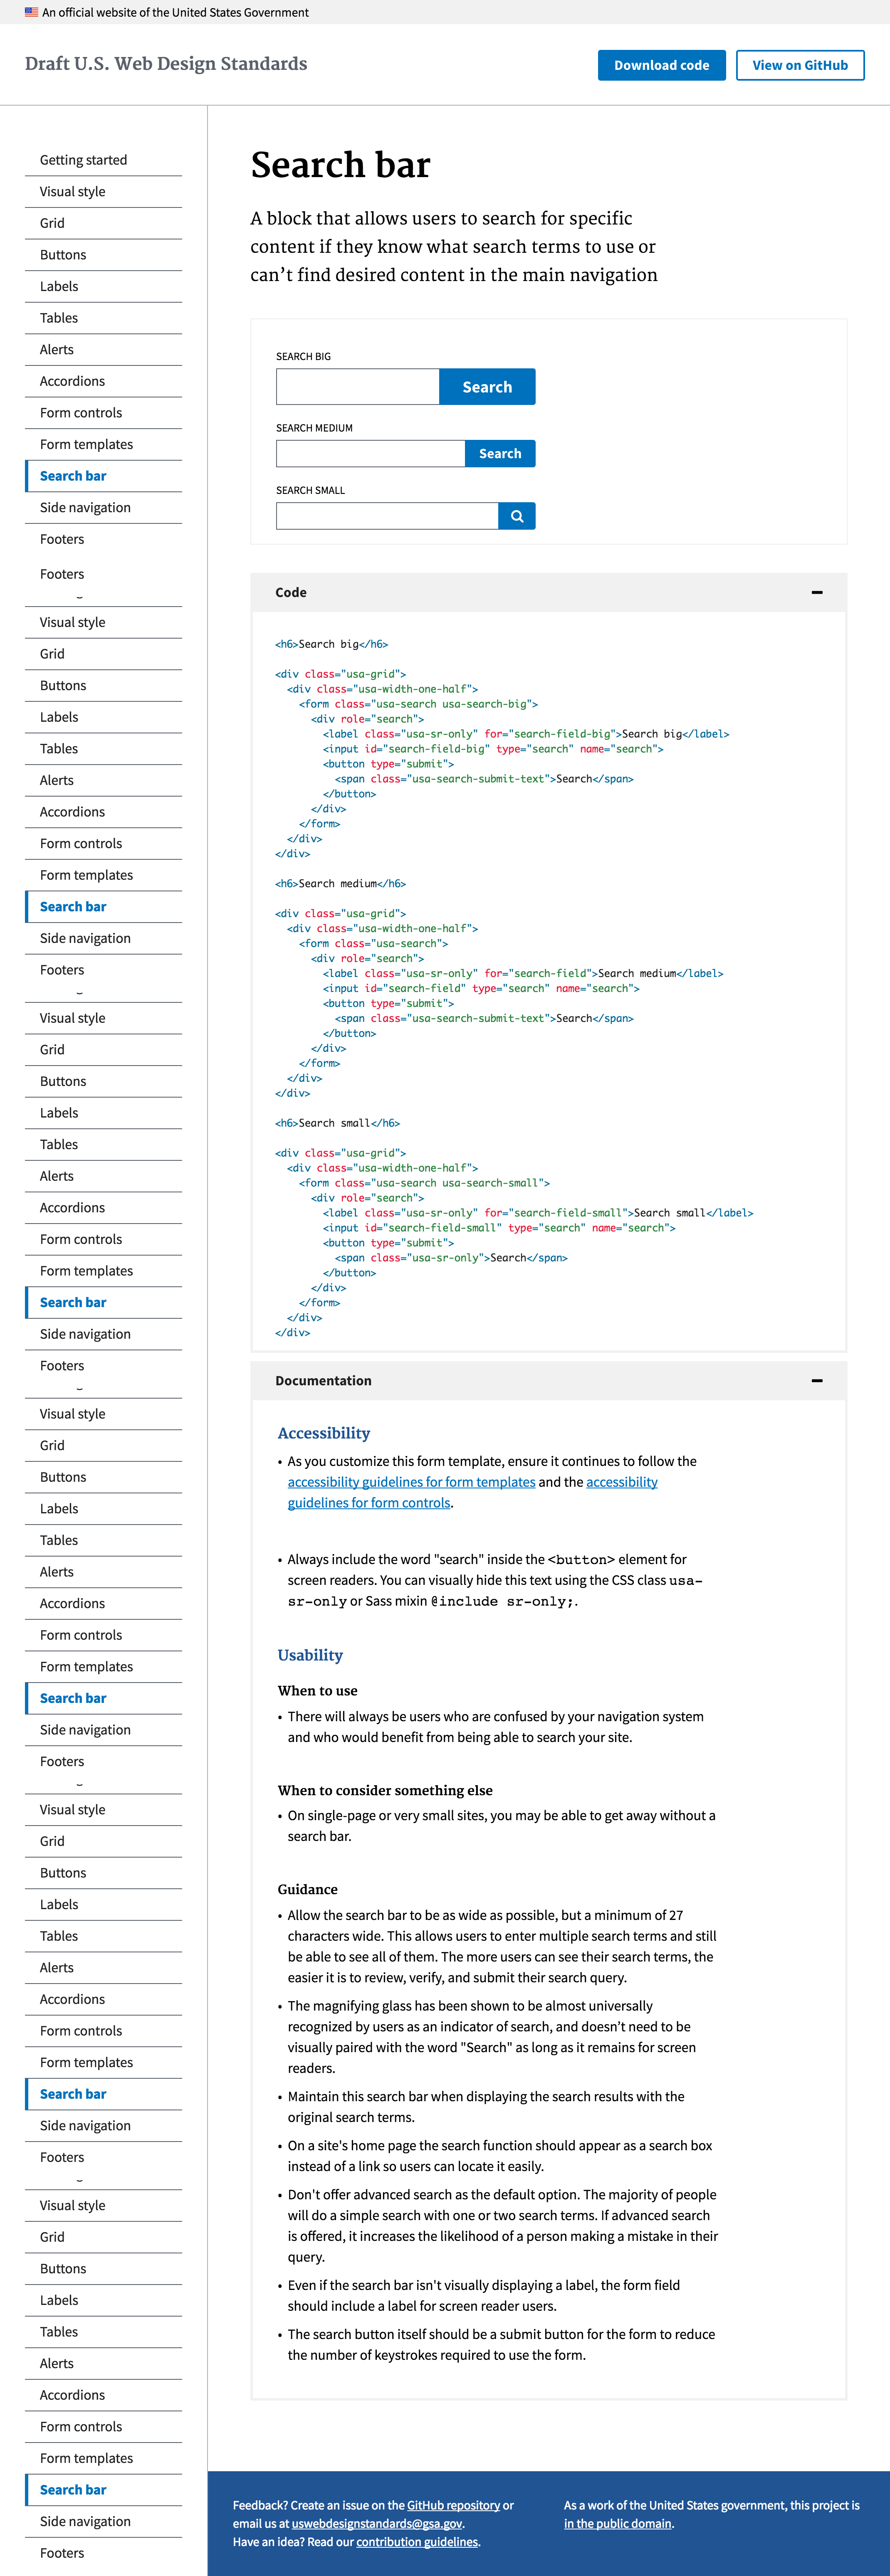 An official website of the United States Government
Draft U.S. Web Design Standards
Download code
View on GitHub
Getting started
Visual style
Grid
Buttons
Labels
Tables
Alerts
Accordions
Form controls
Form templates
Search bar
Side navigation
Footers
Footers
Visual style
Grid
Buttons
Labels
Tables
Alerts
Accordions
Form controls
Form templates
Search bar
Side navigation
Footers
Visual style
Grid
Buttons
Labels
Tables
Alerts
Accordions
Form controls
Form templates
Search bar
Side navigation
Footers
Visual style
Grid
Buttons
Labels
Tables
Alerts
Accordions
Form controls
Form templates
Search bar
Side navigation
Footers
Visual style
Grid
Buttons
Labels
Tables
Alerts
Accordions
Form controls
Form templates
Search bar
Side navigation
Footers
Visual style
Grid
Buttons
Labels
Tables
Alerts
Accordions
Form controls
Form templates
Search bar
Side navigation
Footers
Search bar
A block that allows users to search for specific
content if they know what search terms to use or
can’t find desired content in the main navigation
SEARCH BIG
Search
SEARCH MEDIUM
Search
SEARCH SMALL
Code
<h6>Search big</h6>
<div class="usa-grid">
<div class="usa-width-one-half">
<form class="usa-search usa-search-big">
<div role="search">
<label class="usa-sr-only" for="search-field-big">Search big</label>
<input id="search-field-big" type="search" name="search">
<button type="submit">
<span class="usa-search-submit-text">Search</span>
</button>
</div>
</form>
</div>
</div>
<h6>Search medium</h6>
<div class="usa-grid">
<div class="usa-width-one-half">
<form class="usa-search">
<div role="search">
<label class="usa-sr-only" for="search-field">Search medium</label>
<input id="search-field" type="search" name="search">
<button type="submit">
<span class="usa-search-submit-text">Search</span>
</button>
</div>
</form>
</div>
</div>
<h6>Search small</h6>
<div class="usa-grid">
<div class="usa-width-one-half">
<form class="usa-search usa-search-small">
<div role="search">
<label class="usa-sr-only" for="search-field-small">Search small</label>
<input id="search-field-small" type="search" name="search">
<button type="submit">
<span class="usa-sr-only">Search</span>
</button>
</div>
</form>
</div>
</div>
Documentation
Accessibility
• As you customize this form template, ensure it continues to follow the
accessibility guidelines for form templates and the accessibility
guidelines for form controls.
• Always include the word "search" inside the <button> element for
screen readers. You can visually hide this text using the CSS class usa-
sr-only or Sass mixin @include sr-only;.
Usability
When to use
• There will always be users who are confused by your navigation system
and who would benefit from being able to search your site.
When to consider something else
• On single-page or very small sites, you may be able to get away without a
search bar.
Guidance
• Allow the search bar to be as wide as possible, but a minimum of 27
characters wide. This allows users to enter multiple search terms and still
be able to see all of them. The more users can see their search terms, the
easier it is to review, verify, and submit their search query.
• The magnifying glass has been shown to be almost universally
recognized by users as an indicator of search, and doesn’t need to be
visually paired with the word "Search" as long as it remains for screen
readers.
• Maintain this search bar when displaying the search results with the
original search terms.
• On a site's home page the search function should appear as a search box
instead of a link so users can locate it easily.
• Don't offer advanced search as the default option. The majority of people
will do a simple search with one or two search terms. If advanced search
is offered, it increases the likelihood of a person making a mistake in their
query.
• Even if the search bar isn't visually displaying a label, the form field
should include a label for screen reader users.
• The search button itself should be a submit button for the form to reduce
the number of keystrokes required to use the form.
Feedback? Create an issue on the GitHub repository or
email us at uswebdesignstandards@gsa.gov.
Have an idea? Read our contribution guidelines.
As a work of the United States government, this project is
in the public domain.